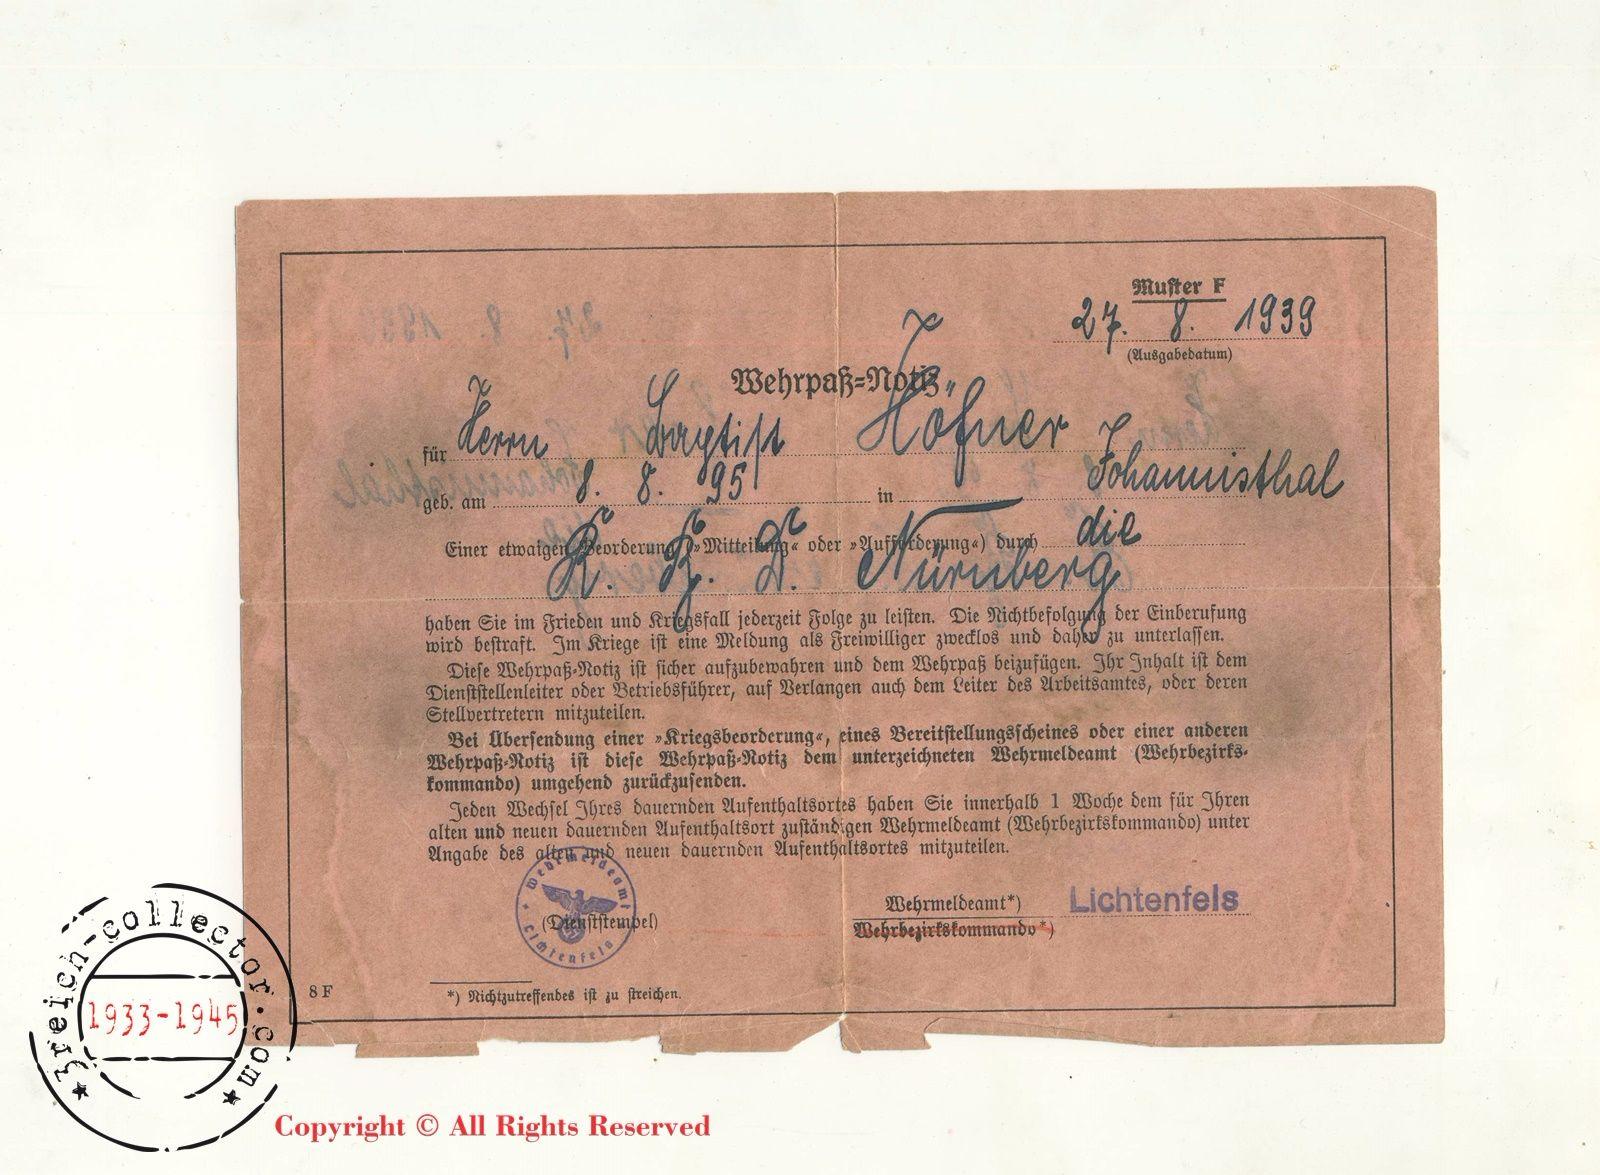 Muster F
27. 8. 1939
(Ausgabedatum)
Wehrpaß-Notiz
für Herrn Baptist Höfner
geb. am 8. 8. 95 in Johannisthal
Einer etwaigen Beorderung (»Mitteilung« oder »Aufforderung«) durch die
K. Z. D. Nürnberg
haben Sie im Frieden und Kriegsfall jederzeit Folge zu leisten. Die Nichtbefolgung der Einberufung
wird bestraft. Im Kriege ist eine Meldung als Freiwilliger zwecklos und daher zu unterlassen.
Diese Wehrpaß-Notiz ist sicher aufzubewahren und dem Wehrpaß beizufügen. Ihr Inhalt ist dem
Dienststellenleiter oder Betriebsführer, auf Verlangen auch dem Leiter des Arbeitsamtes, oder deren
Stellvertretern mitzuteilen.
Bei Übersendung einer »Kriegsbeorderung«, eines Bereitstellungsscheines oder einer anderen
Wehrpaß-Notiz ist diese Wehrpaß-Notiz dem unterzeichneten Wehrmeldeamt (Wehrbezirks-
kommando) umgehend zurückzusenden.
Jeden Wechsel Ihres dauernden Aufenthaltsortes haben Sie innerhalb 1 Woche dem für Ihren
alten und neuen dauernden Aufenthaltsort zuständigen Wehrmeldeamt (Wehrbezirkskommando) unter
Angabe des alten und neuen dauernden Aufenthaltsortes mitzuteilen.
Wehrmeldeamt
Lichtenfels
(Dienststempel)
Wehrmeldeamt*) Lichtenfels
Wehrbezirkskommando*)
*) Nichtzutreffendes ist zu streichen.
8 F
3reich-collector.com
1933-1945
Copyright © All Rights Reserved